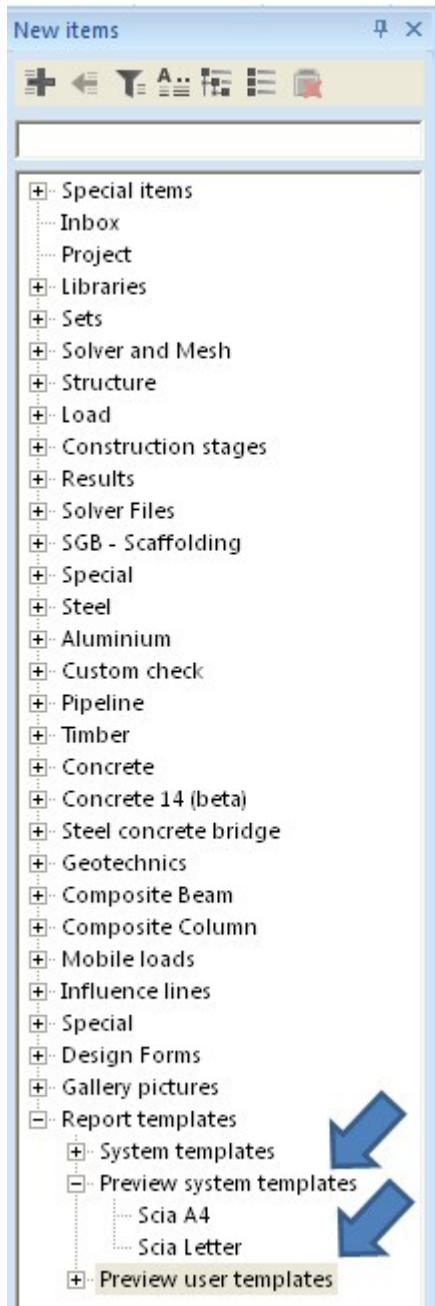 New items
Special items
Inbox
Project
Libraries
Sets
Solver and Mesh
Structure
Load
Construction stages
Results
Solver Files
SGB - Scaffolding
Special
Steel
Aluminium
Custom check
Pipeline
Timber
Concrete
Concrete 14 (beta)
Steel concrete bridge
Geotechnics
Composite Beam
Composite Column
Mobile loads
Influence lines
Special
Design Forms
Gallery pictures
Report templates
System templates
Preview system templates
Scia A4
Scia Letter
Preview user templates